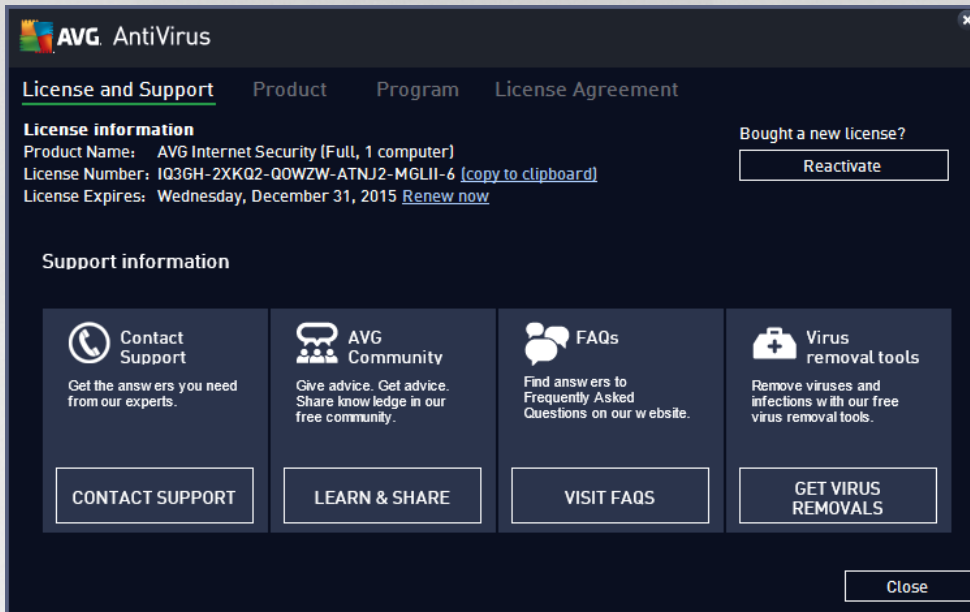 AVG. AntiVirus
License and Support Product Program License Agreement
License information
Product Name: AVG Internet Security (Full, 1 computer)
License Number: IQ3GH-2XKQ2-QOWZW-ATNJ2-MGLII-6 (copy to clipboard)
License Expires: Wednesday, December 31, 2015 Renew now
Bought a new license?
Reactivate
Support information
Contact
Support
Get the answers you need
from our experts.
CONTACT SUPPORT
AVG
Community
Give advice. Get advice.
Share knowledge in our
free community.
LEARN & SHARE
FAQs
Find answers to
Frequently Asked
Questions on our website.
VISIT FAQS
Virus
removal tools
Remove viruses and
infections with our free
virus removal tools.
GET VIRUS
REMOVALS
Close